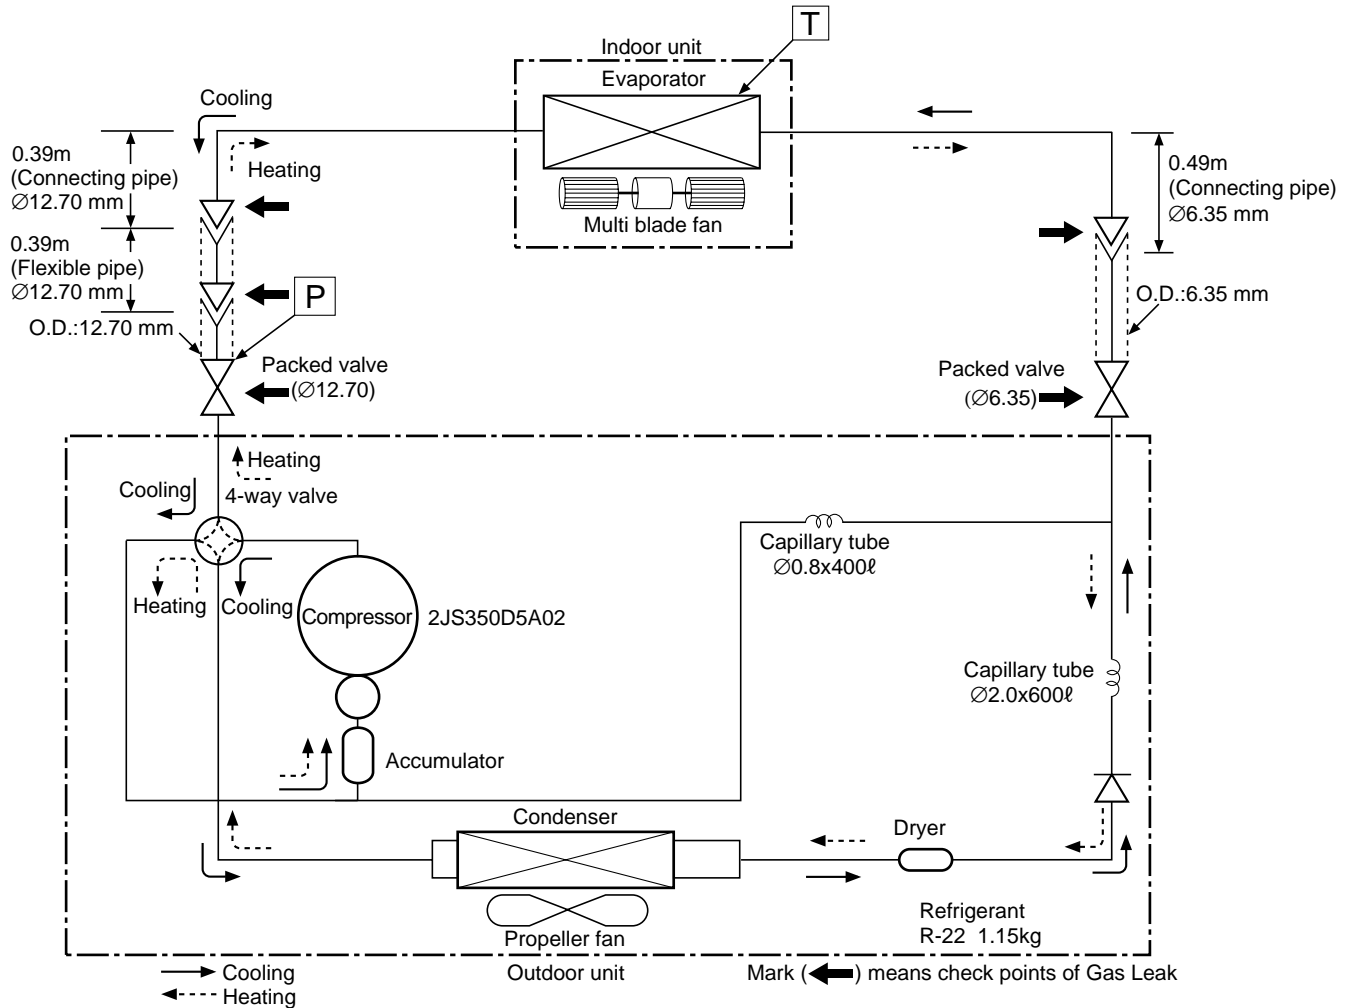 T
Indoor unit
Evaporator
Cooling
Heating
0.39m
(Connecting pipe)
Ø12.70 mm
0.49m
(Connecting pipe)
Ø6.35 mm
Multi blade fan
0.39m
(Flexible pipe)
Ø12.70 mm
P
O.D.:12.70 mm
O.D.:6.35 mm
Packed valve
(Ø12.70)
Packed valve
(Ø6.35)
Heating
Cooling
4-way valve
Capillary tube
Ø0.8x400ℓ
Heating
Cooling
Compressor
2JS350D5A02
Capillary tube
Ø2.0x600ℓ
Accumulator
Condenser
Dryer
Refrigerant
R-22 1.15kg
Propeller fan
Cooling
Heating
Outdoor unit
Mark ( ) means check points of Gas Leak